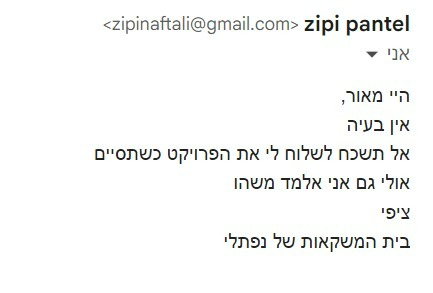 zipi pantel <zipinaftali@gmail.com>
אני
היי מאור,
אין בעיה
אל תשכח לשלוח לי את הפרויקט כשתסיים
אולי גם אני אלמד משהו
ציפי
בית המשקאות של נפתלי